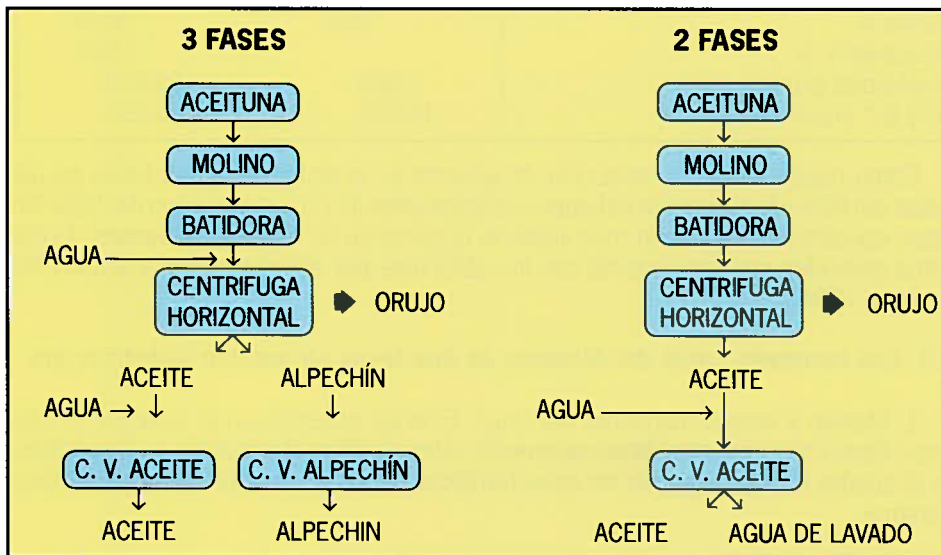 3 FASES
ACEITUNA
MOLINO
BATIDORA
AGUA
CENTRIFUGA
HORIZONTAL
ORUJO
ACEITE
ALPECHÍN
AGUA
C. V. ACEITE
C. V. ALPECHÍN
ACEITE
ALPECHIN
2 FASES
ACEITUNA
MOLINO
BATIDORA
CENTRIFUGA
HORIZONTAL
ORUJO
ACEITE
AGUA
C. V. ACEITE
ACEITE
AGUA DE LAVADO